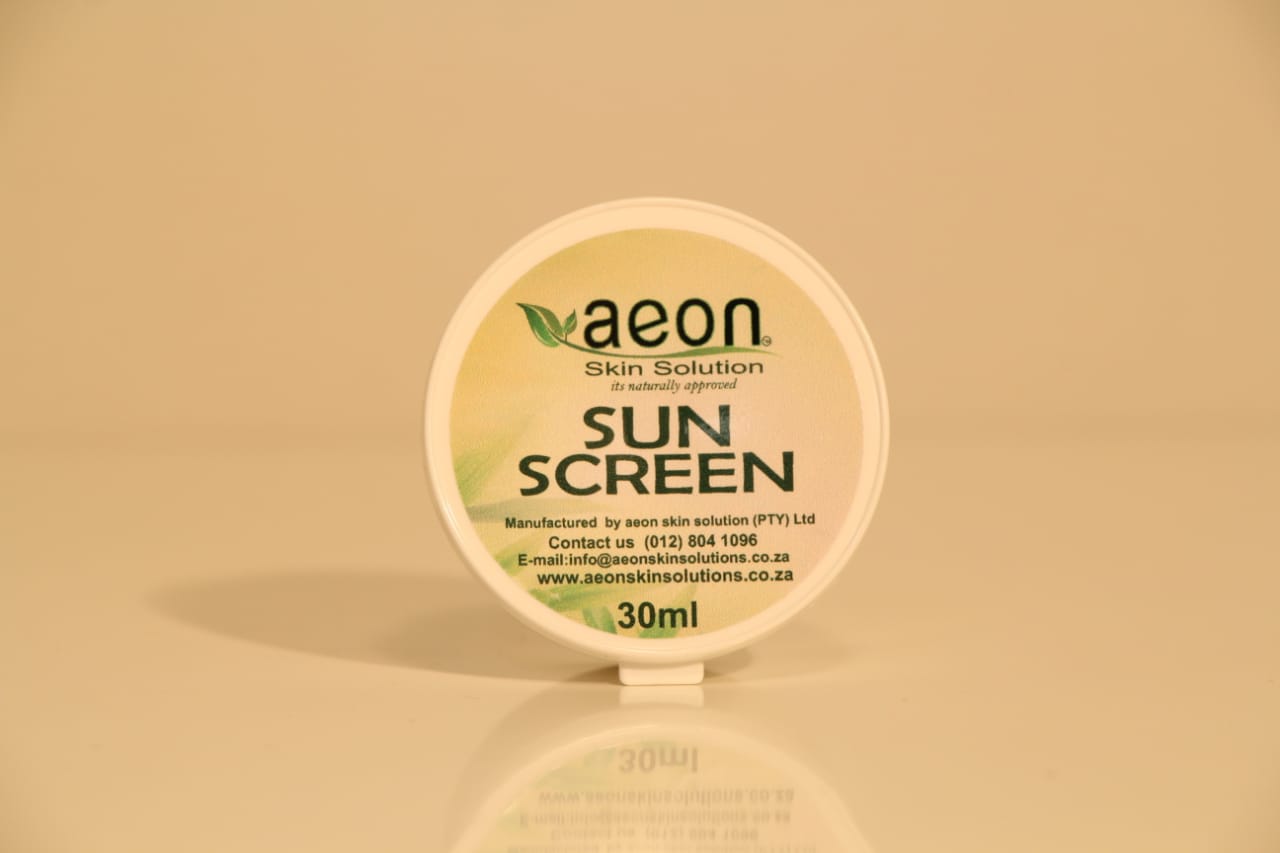 aeon
Skin Solution
its naturally approved
SUN
SCREEN
Manufactured by aeon skin solution (PTY) Ltd
Contact us (012) 804 1096
E-mail:info@aeonskinsolutions.co.za
www.aeonskinsolutions.co.za
30ml